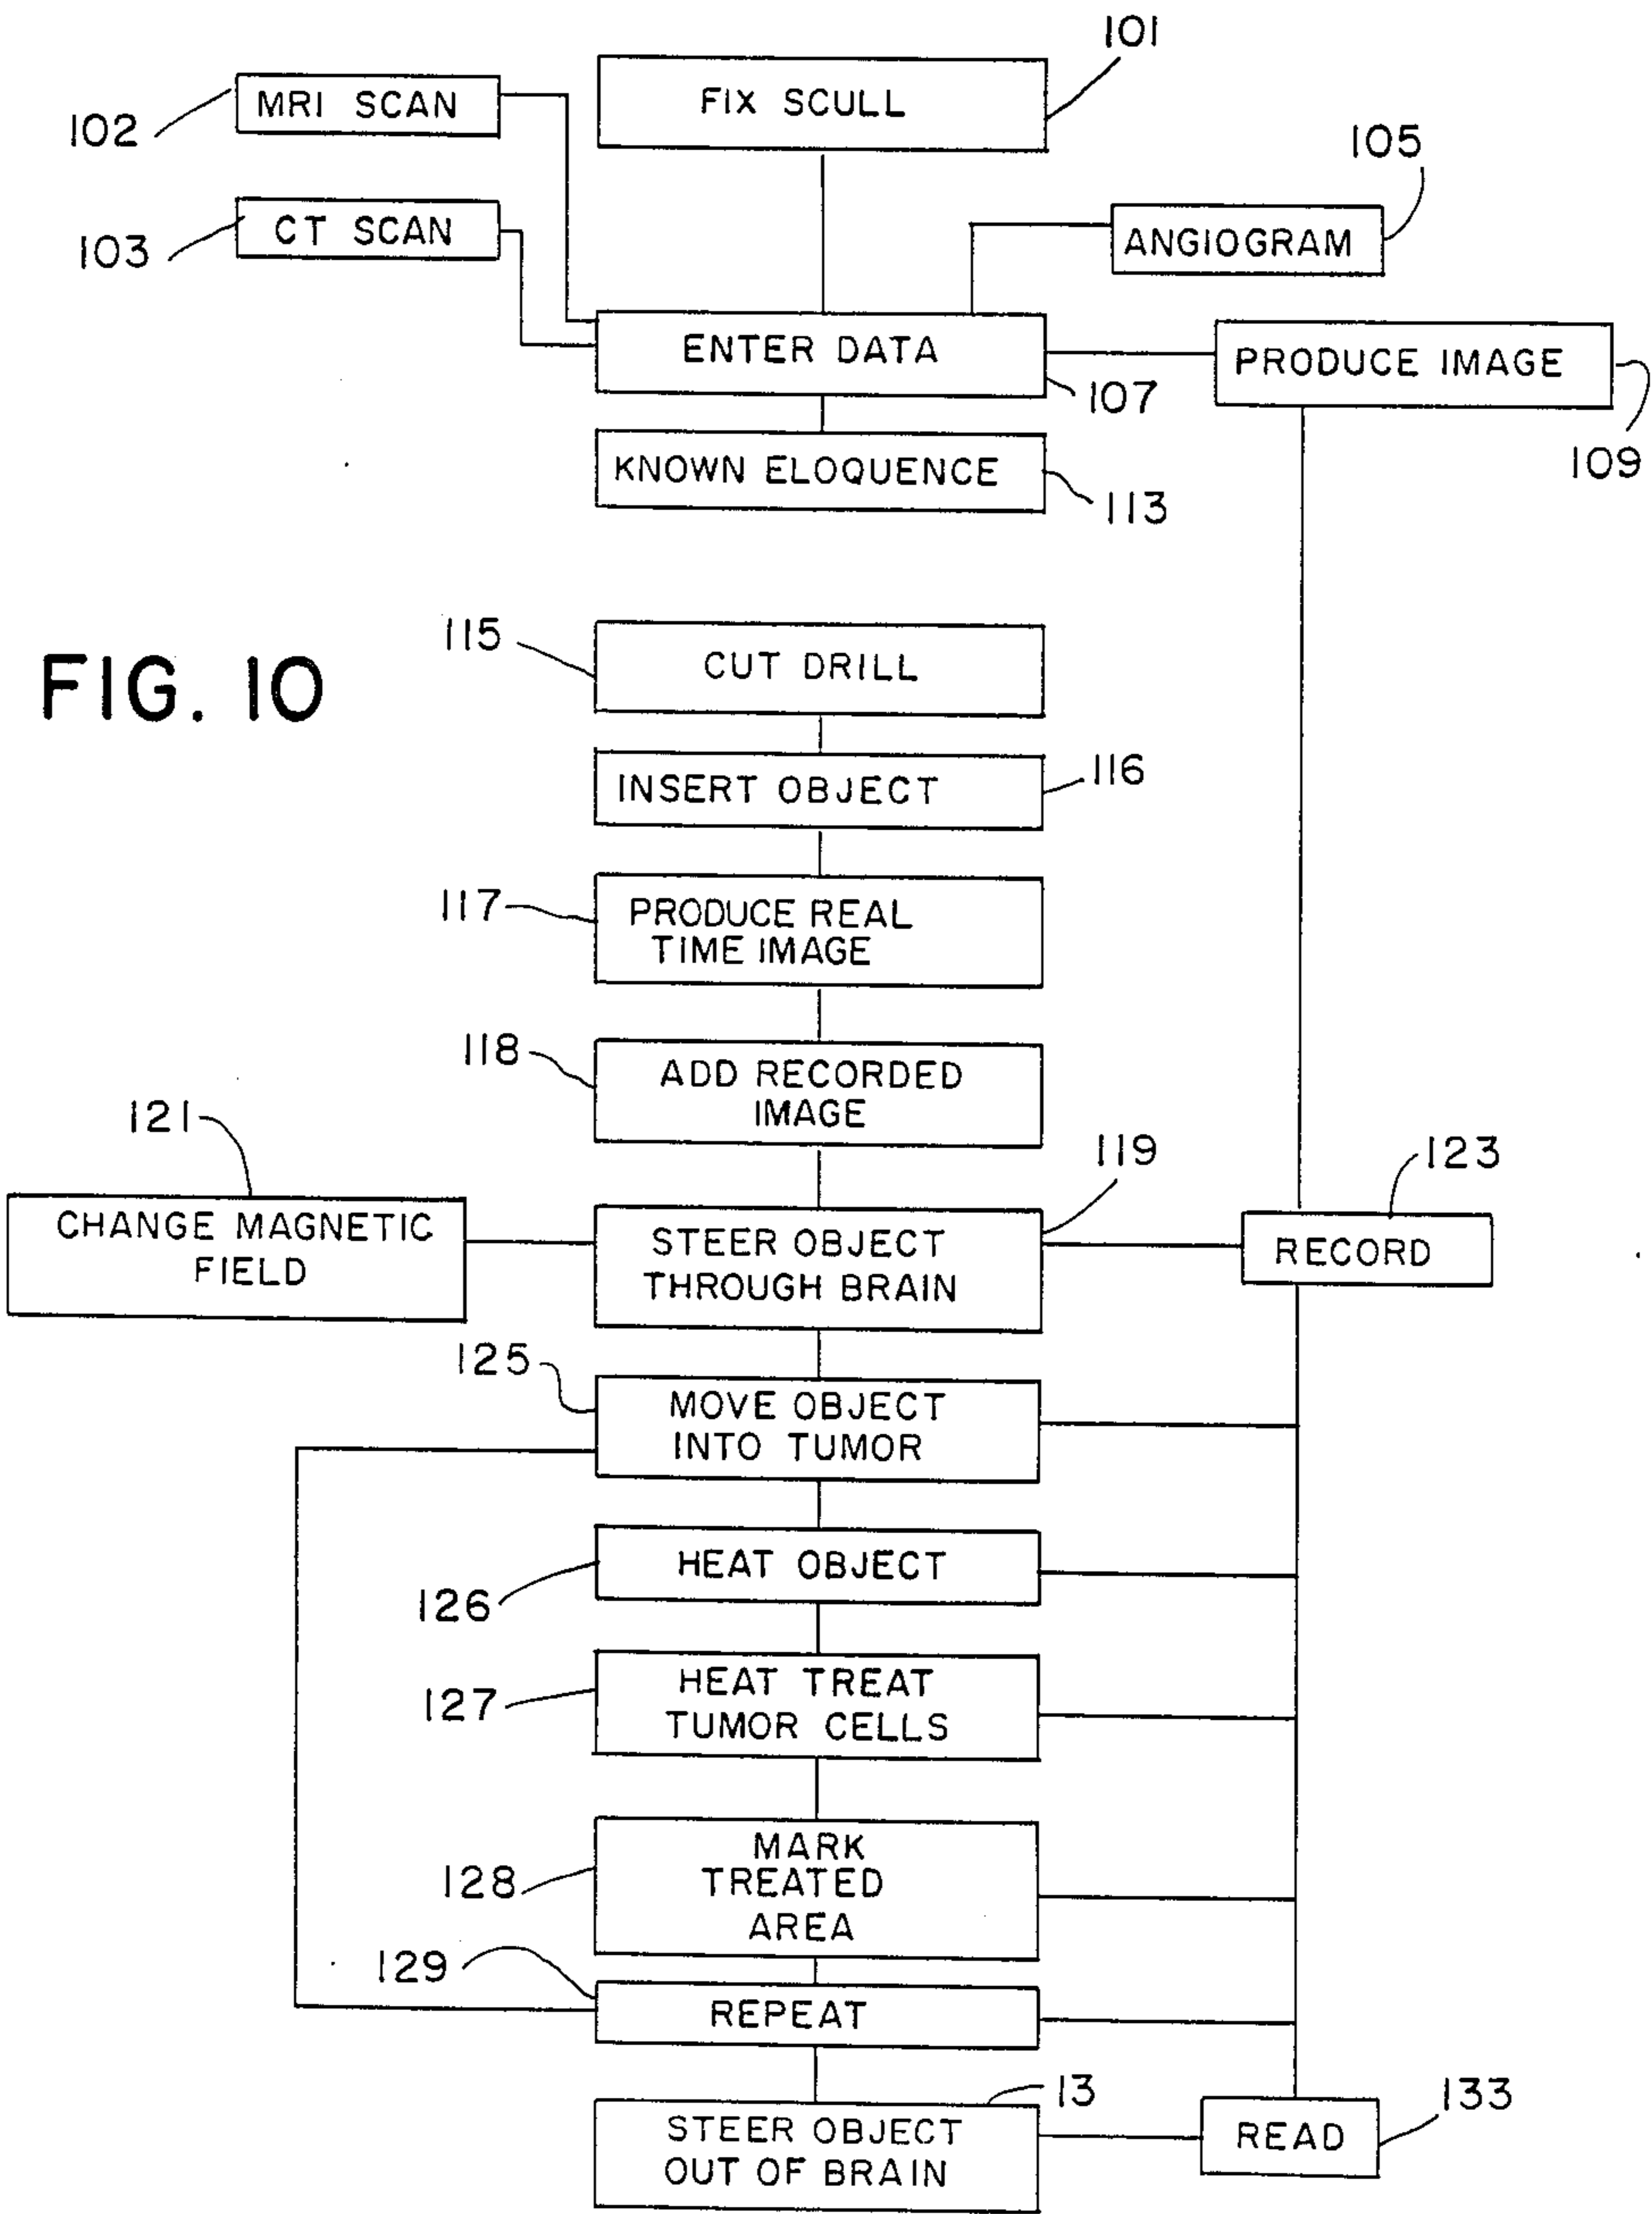 101
FIX SCULL
102
MRI SCAN
105
103
CT SCAN
ANGIOGRAM
ENTER DATA
107
PRODUCE IMAGE
109
KNOWN ELOQUENCE
113
FIG. 10
115
CUT DRILL
INSERT OBJECT
116
117
PRODUCE REAL
TIME IMAGE
118
ADD RECORDED
IMAGE
121
CHANGE MAGNETIC
FIELD
119
STEER OBJECT
THROUGH BRAIN
123
RECORD
125
MOVE OBJECT
INTO TUMOR
126
HEAT OBJECT
127
HEAT TREAT
TUMOR CELLS
128
MARK
TREATED
AREA
129
REPEAT
13
STEER OBJECT
OUT OF BRAIN
READ
133